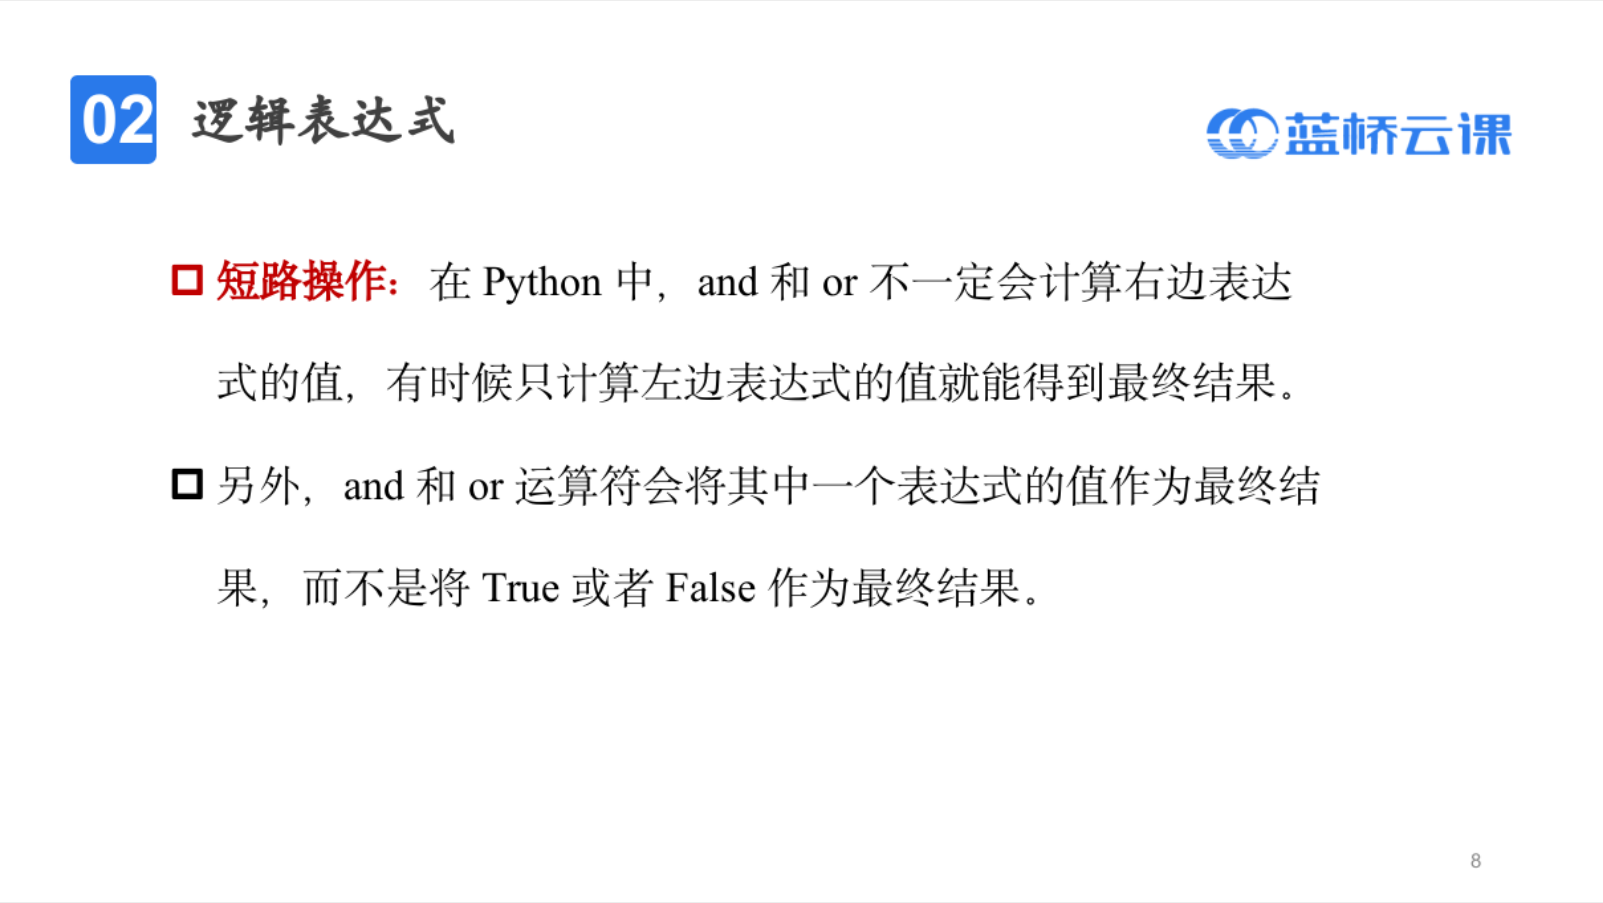 02 逻辑表达式
蓝桥云课
短路操作：在 Python 中，and 和 or 不一定会计算右边表达
式的值，有时候只计算左边表达式的值就能得到最终结果。
另外，and 和 or 运算符会将其中一个表达式的值作为最终结
果，而不是将 True 或者 False 作为最终结果。
8